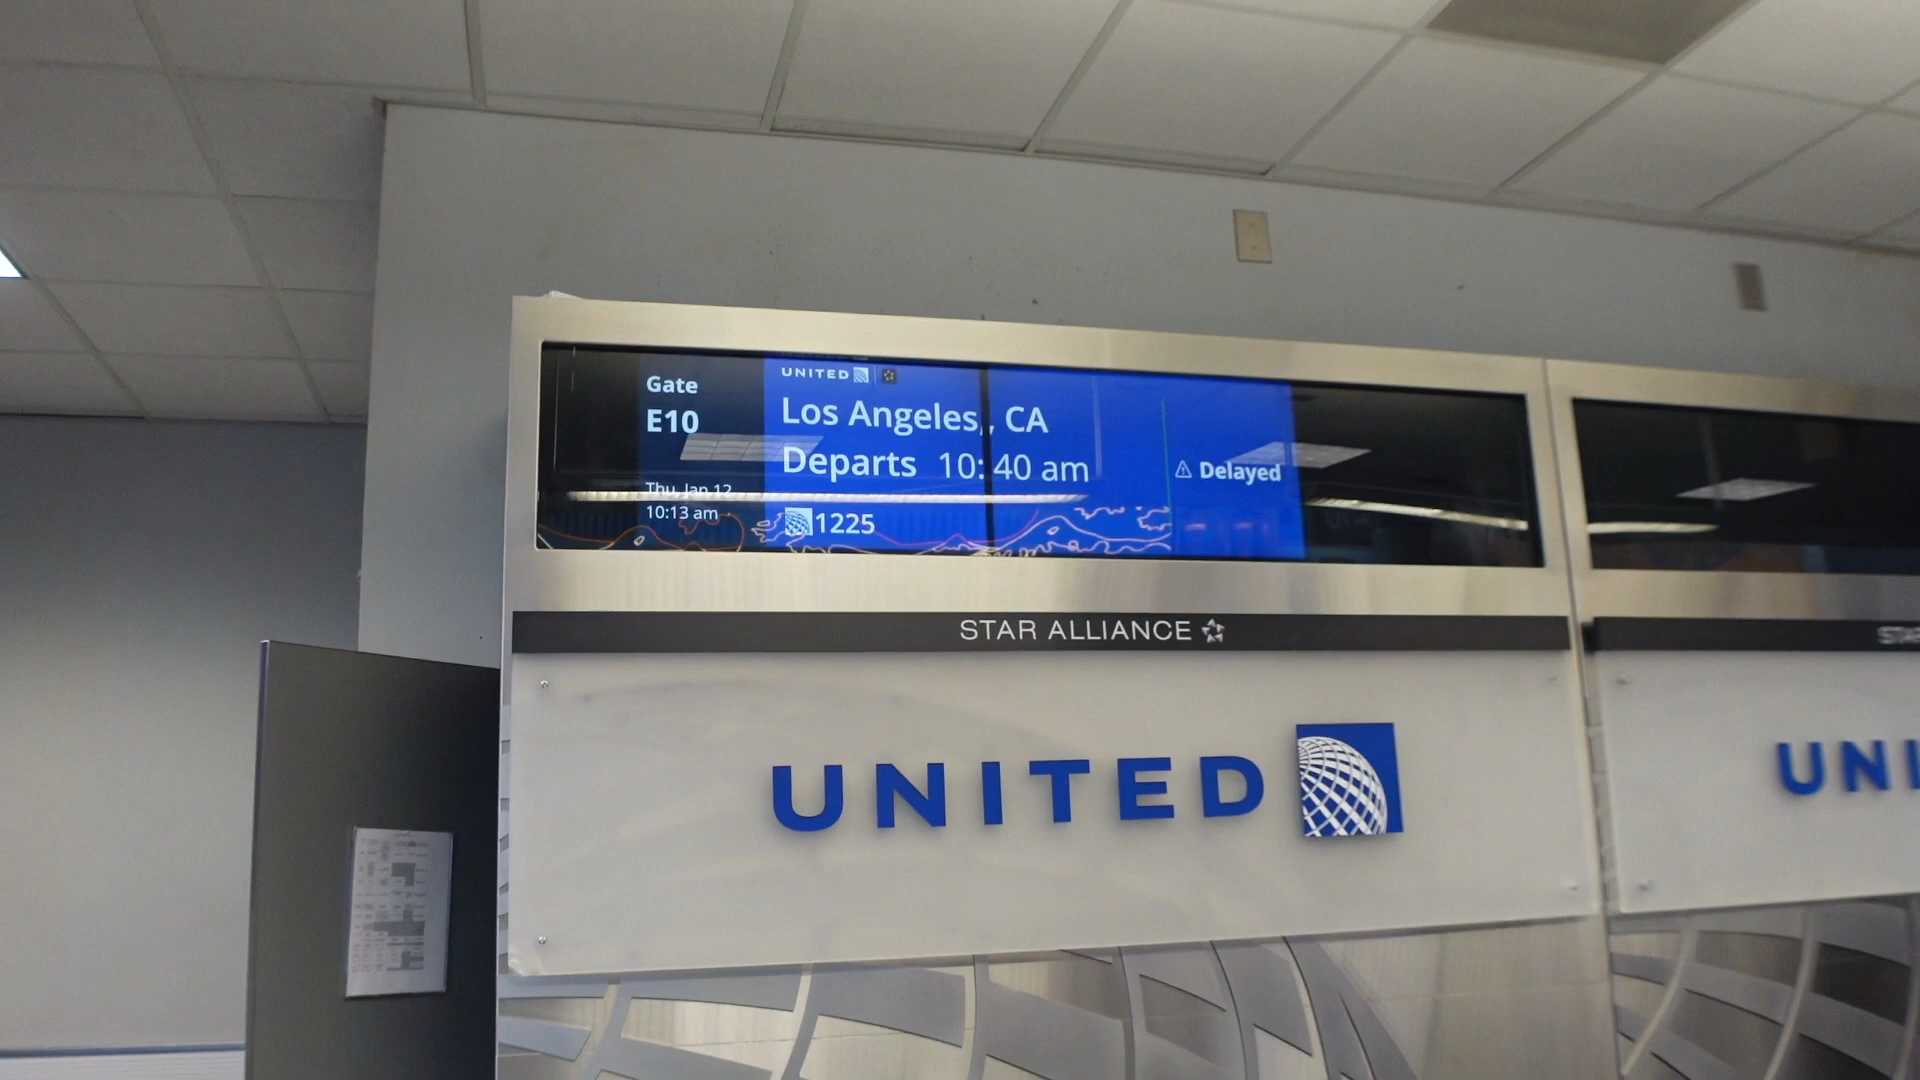 Gate
E10
Thu, Jan 12
10:13 am
UNITED
Los Angeles, CA
Departs 10:40 am
1225
Delayed
STAR ALLIANCE
UNITED
STAR
UNI